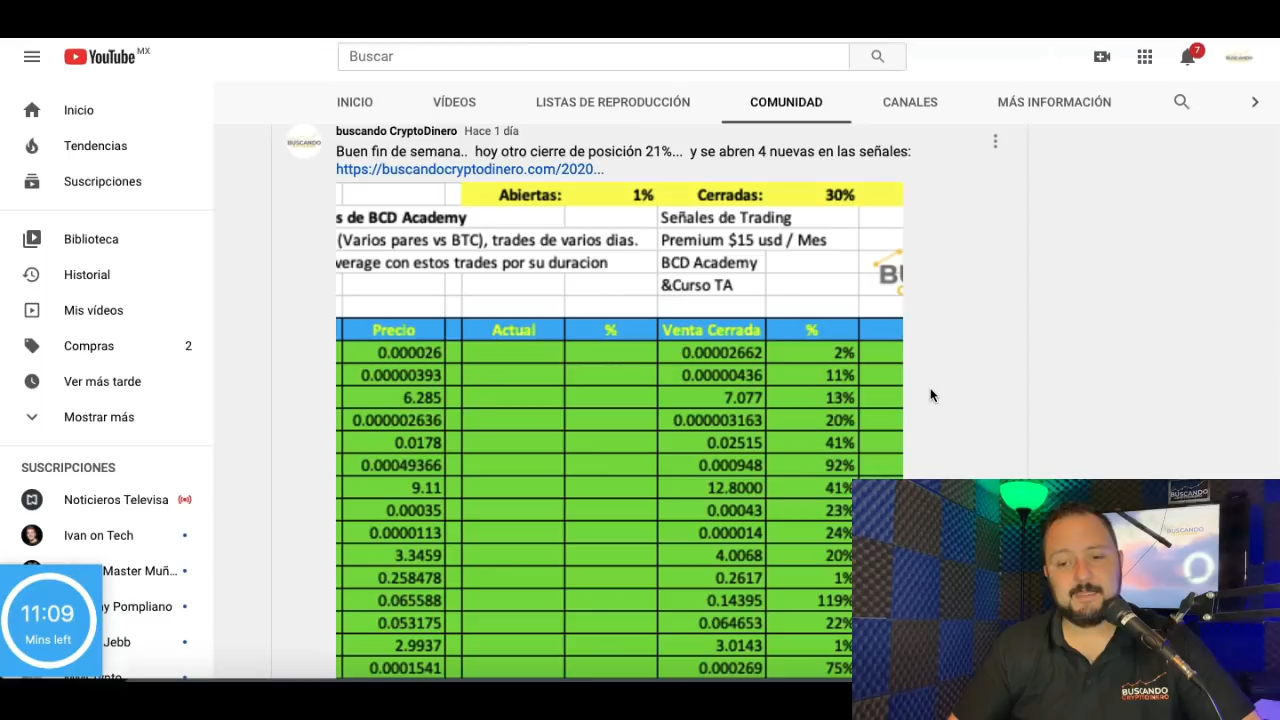 YouTube MX
Buscar
7
Inicio
Tendencias
Suscripciones
Biblioteca
Historial
Mis vídeos
Compras 2
Ver más tarde
Mostrar más
SUSCRIPCIONES
Noticieros Televisa
Ivan on Tech
Master Muñ...
Pompliano
Jebb
11:09
Mins left
INICIO VÍDEOS LISTAS DE REPRODUCCIÓN COMUNIDAD CANALES MÁS INFORMACIÓN
BUSCANDO
buscando CryptoDinero Hace 1 día
Buen fin de semana.. hoy otro cierre de posición 21%... y se abren 4 nuevas en las señales:
https://buscandocryptodinero.com/2020...
Abiertas: 1% Cerradas: 30%
s de BCD Academy Señales de Trading
(Varios pares vs BTC), trades de varios dias. Premium $15 usd / Mes
verage con estos trades por su duracion BCD Academy
&Curso TA
Precio Actual % Venta Cerrada %
0.000026 0.00002662 2%
0.00000393 0.00000436 11%
6.285 7.077 13%
0.000002636 0.000003163 20%
0.0178 0.02515 41%
0.00049366 0.000948 92%
9.11 12.8000 41%
0.00035 0.00043 23%
0.0000113 0.000014 24%
3.3459 4.0068 20%
0.258478 0.2617 1%
0.065588 0.14395 119%
0.053175 0.064653 22%
2.9937 3.0143 1%
0.0001541 0.000269 75%
BUSCANDO
BUSCANDO
BUSCANDO
CRYPTODINERO